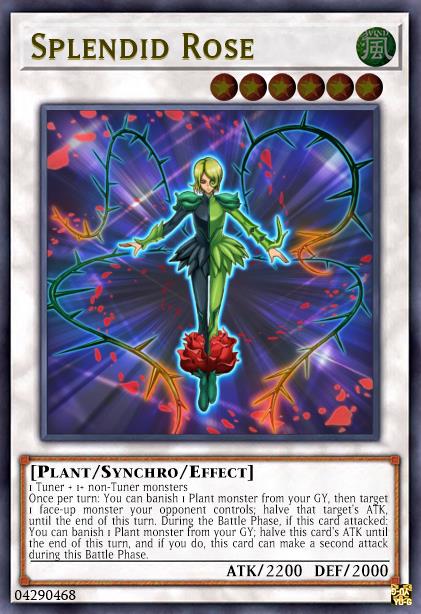 Splendid Rose
WIND
風
[Plant/Synchro/Effect]
1 Tuner + 1+ non-Tuner monsters
Once per turn: You can banish 1 Plant monster from your GY, then target
1 face-up monster your opponent controls; halve that target's ATK,
until the end of this turn. During the Battle Phase, if this card attacked:
You can banish 1 Plant monster from your GY; halve this card's ATK until
the end of this turn, and if you do, this card can make a second attack
during this Battle Phase.
ATK/2200 DEF/2000
04290468